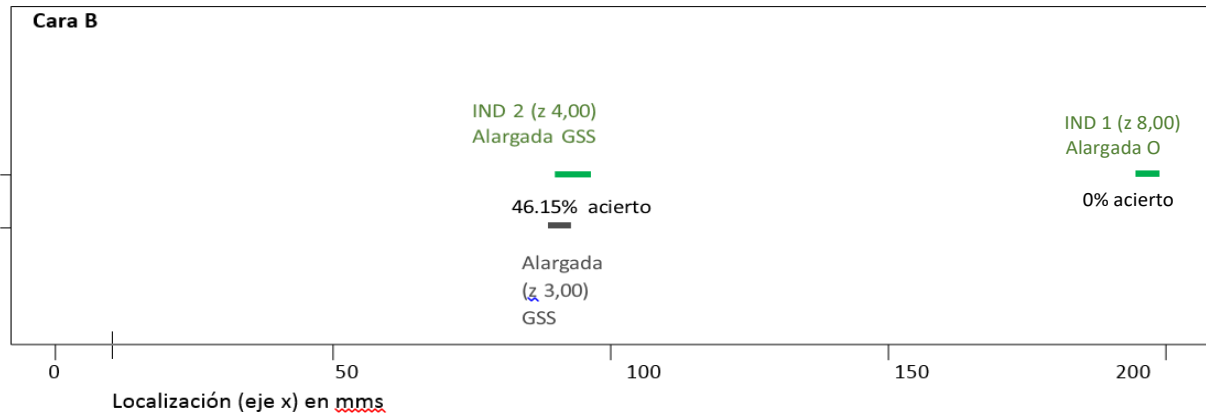 Cara B
IND 2 (z 4,00)
Alargada GSS
IND 1 (z 8,00)
Alargada O
46.15% acierto
0% acierto
Alargada
(z 3,00)
GSS
0 50 100 150 200
Localización (eje x) en mms